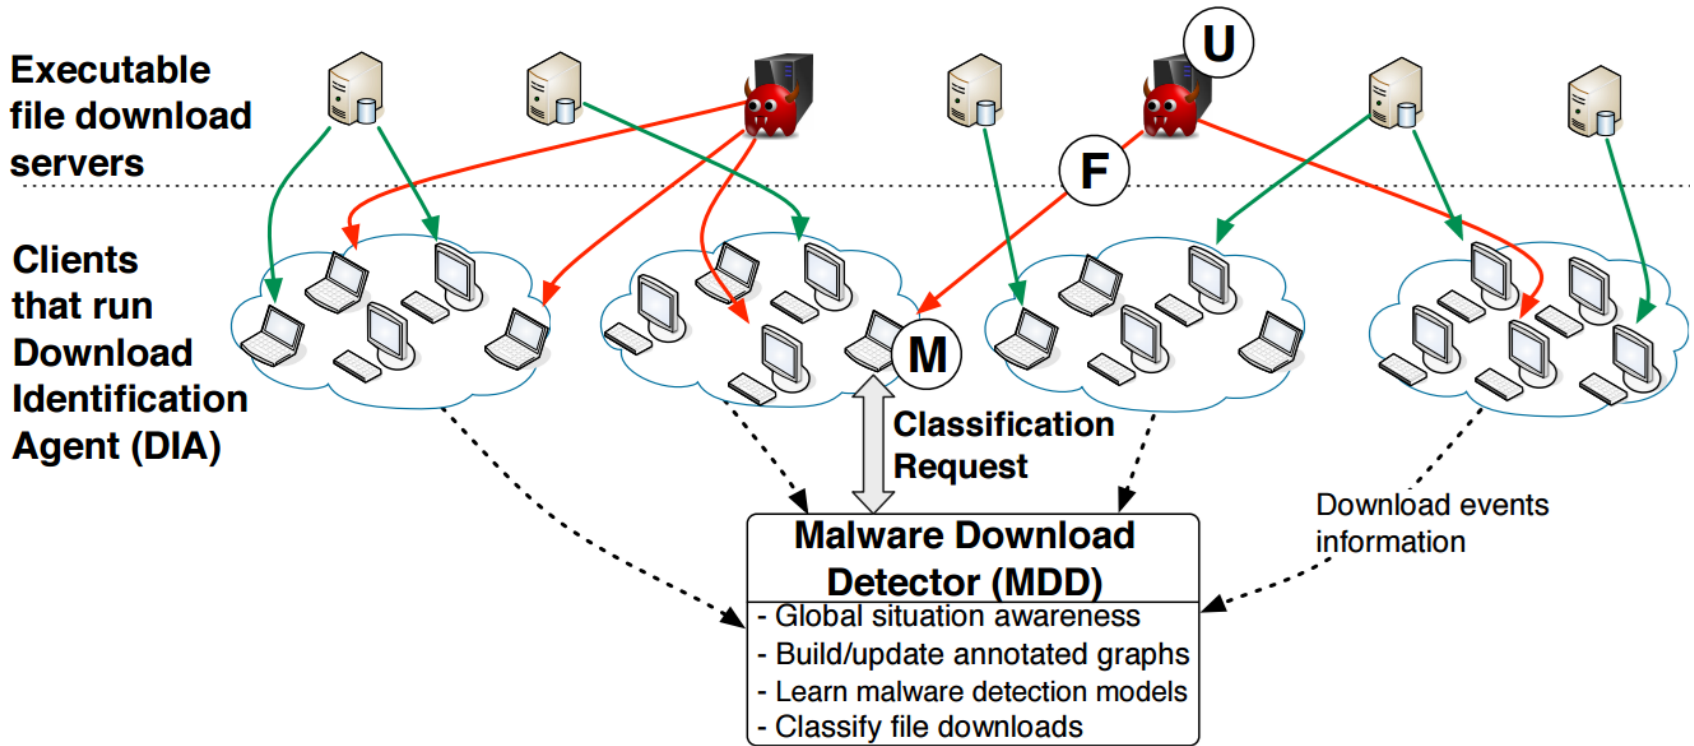 Executable
file download
servers
U
F
Clients
that run
Download
Identification
Agent (DIA)
M
Classification
Request
Download events
information
Malware Download
Detector (MDD)
- Global situation awareness
- Build/update annotated graphs
- Learn malware detection models
- Classify file downloads